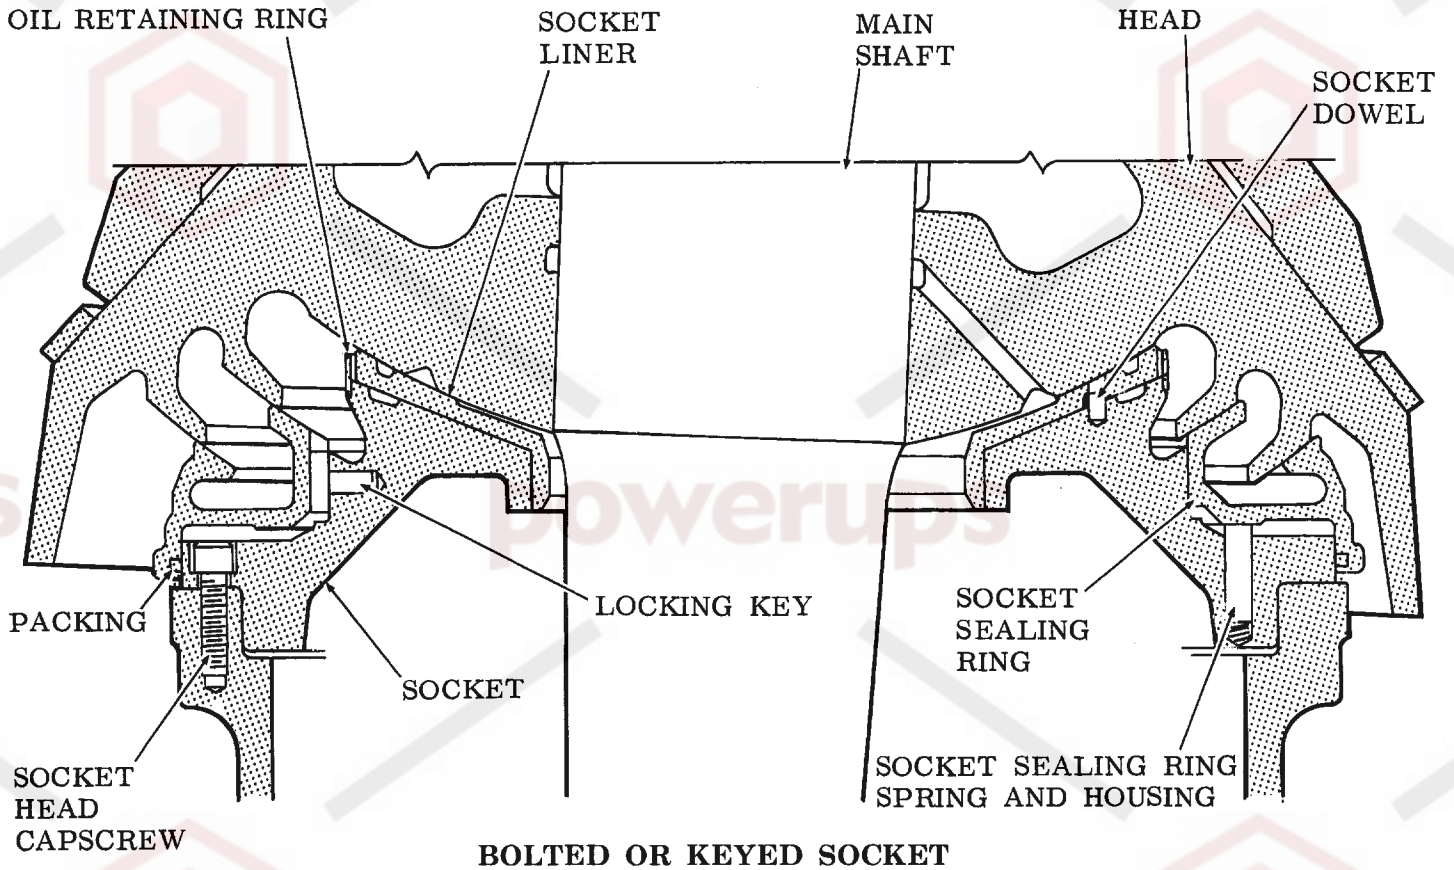 OIL RETAINING RING
SOCKET
LINER
MAIN
SHAFT
HEAD
SOCKET
DOWEL
powerups
PACKING
LOCKING KEY
SOCKET
SEALING
RING
SOCKET
SOCKET
HEAD
CAPSCREW
SOCKET SEALING RING
SPRING AND HOUSING
BOLTED OR KEYED SOCKET